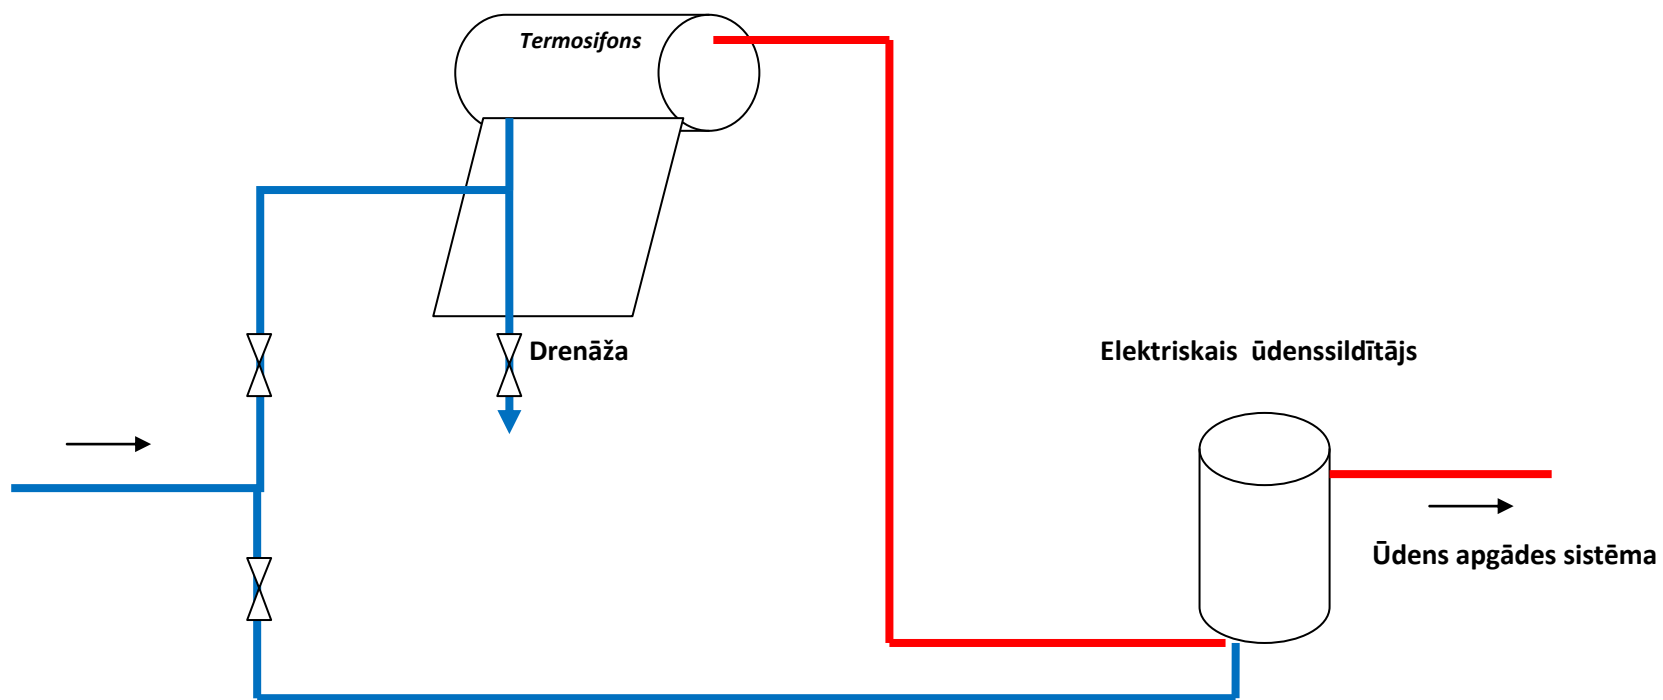 Termosifons
Drenāža
Elektriskais ūdenssildītājs
Ūdens apgādes sistēma